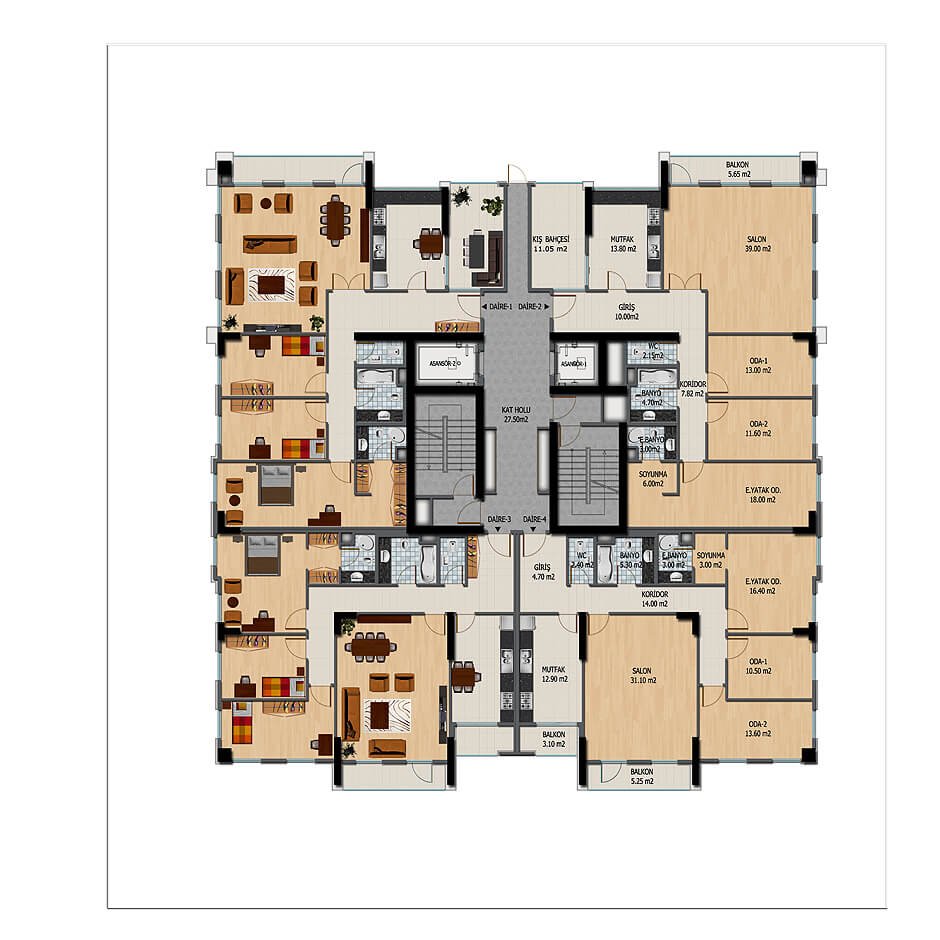 BALKON
5.65 m2
KIŞ BAHÇESİ
11.05 m2
MUTFAK
13.80 m2
SALON
39.00 m2
DAİRE-1
DAİRE-2
GİRİŞ
10.00m2
ASANSÖR-2
ASANSÖR-1
WC
2.15m2
ODA-1
13.00 m2
KORİDOR
7.82 m2
BANYO
4.70m2
KAT HOLU
27.50m2
ODA-2
11.60 m2
E.BANYO
3.00m2
SOYUNMA
6.00m2
E.YATAK OD.
18.00 m2
DAİRE-3
DAİRE-4
GİRİŞ
4.70 m2
WC
2.40 m2
BANYO
5.30 m2
E.BANYO
3.00 m2
SOYUNMA
3.00 m2
E.YATAK OD.
16.40 m2
KORİDOR
14.00 m2
MUTFAK
12.90 m2
SALON
31.10 m2
ODA-1
10.50 m2
ODA-2
13.60 m2
BALKON
3.10 m2
BALKON
5.25 m2